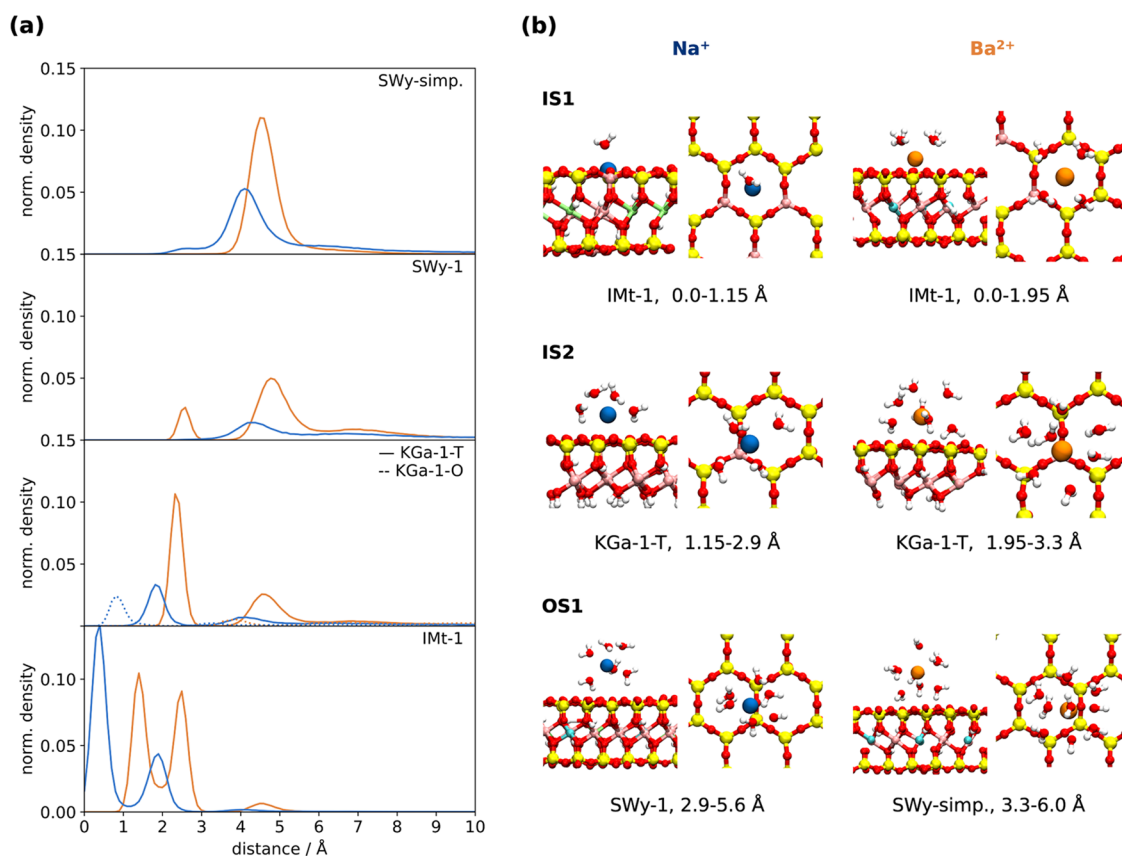 (a)
SWy-simp.
0.15
0.10
0.05
norm. density
SWy-1
0.15
0.10
0.05
norm. density
— KGa-1-T
-- KGa-1-O
0.15
0.10
0.05
norm. density
IMt-1
0.15
0.10
0.05
0.00
norm. density
0 1 2 3 4 5 6 7 8 9 10
distance / Å
(b)
Na⁺ Ba²⁺
IS1
IMt-1, 0.0-1.15 Å IMt-1, 0.0-1.95 Å
IS2
KGa-1-T, 1.15-2.9 Å KGa-1-T, 1.95-3.3 Å
OS1
SWy-1, 2.9-5.6 Å SWy-simp., 3.3-6.0 Å